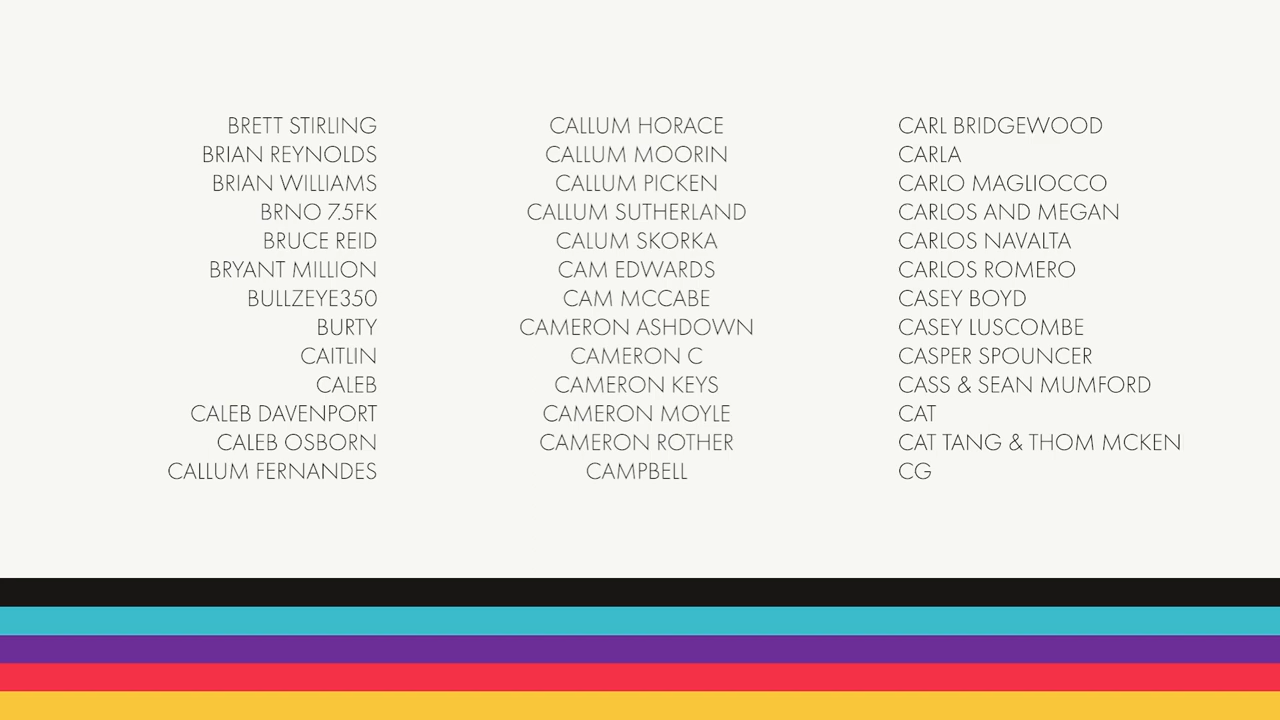 BRETT STIRLING
BRIAN REYNOLDS
BRIAN WILLIAMS
BRNO 7.5FK
BRUCE REID
BRYANT MILLION
BULLZEYE350
BURTY
CAITLIN
CALEB
CALEB DAVENPORT
CALEB OSBORN
CALLUM FERNANDES
CALLUM HORACE
CALLUM MOORIN
CALLUM PICKEN
CALLUM SUTHERLAND
CALUM SKORKA
CAM EDWARDS
CAM MCCABE
CAMERON ASHDOWN
CAMERON C
CAMERON KEYS
CAMERON MOYLE
CAMERON ROTHER
CAMPBELL
CARL BRIDGEWOOD
CARLA
CARLO MAGLIOCCO
CARLOS AND MEGAN
CARLOS NAVALTA
CARLOS ROMERO
CASEY BOYD
CASEY LUSCOMBE
CASPER SPOUNCER
CASS & SEAN MUMFORD
CAT
CAT TANG & THOM MCKEN
CG